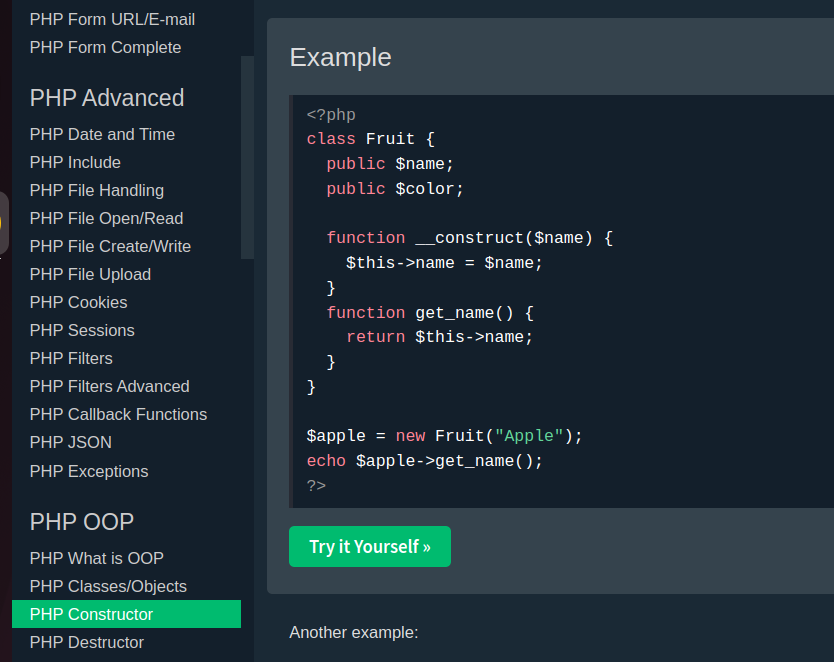 PHP Form URL/E-mail
PHP Form Complete
PHP Advanced
PHP Date and Time
PHP Include
PHP File Handling
PHP File Open/Read
PHP File Create/Write
PHP File Upload
PHP Cookies
PHP Sessions
PHP Filters
PHP Filters Advanced
PHP Callback Functions
PHP JSON
PHP Exceptions
PHP OOP
PHP What is OOP
PHP Classes/Objects
PHP Constructor
PHP Destructor
Example
<?php
class Fruit {
  public $name;
  public $color;

  function __construct($name) {
    $this->name = $name;
  }
  function get_name() {
    return $this->name;
  }
}

$apple = new Fruit("Apple");
echo $apple->get_name();
?>
Try it Yourself »
Another example: